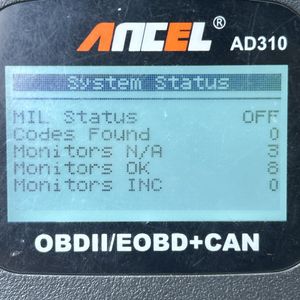 ANCEL® AD310
System Status
MIL Status OFF
Codes Found 0
Monitors N/A 3
Monitors OK 8
Monitors INC 0
OBDII/EOBD+CAN